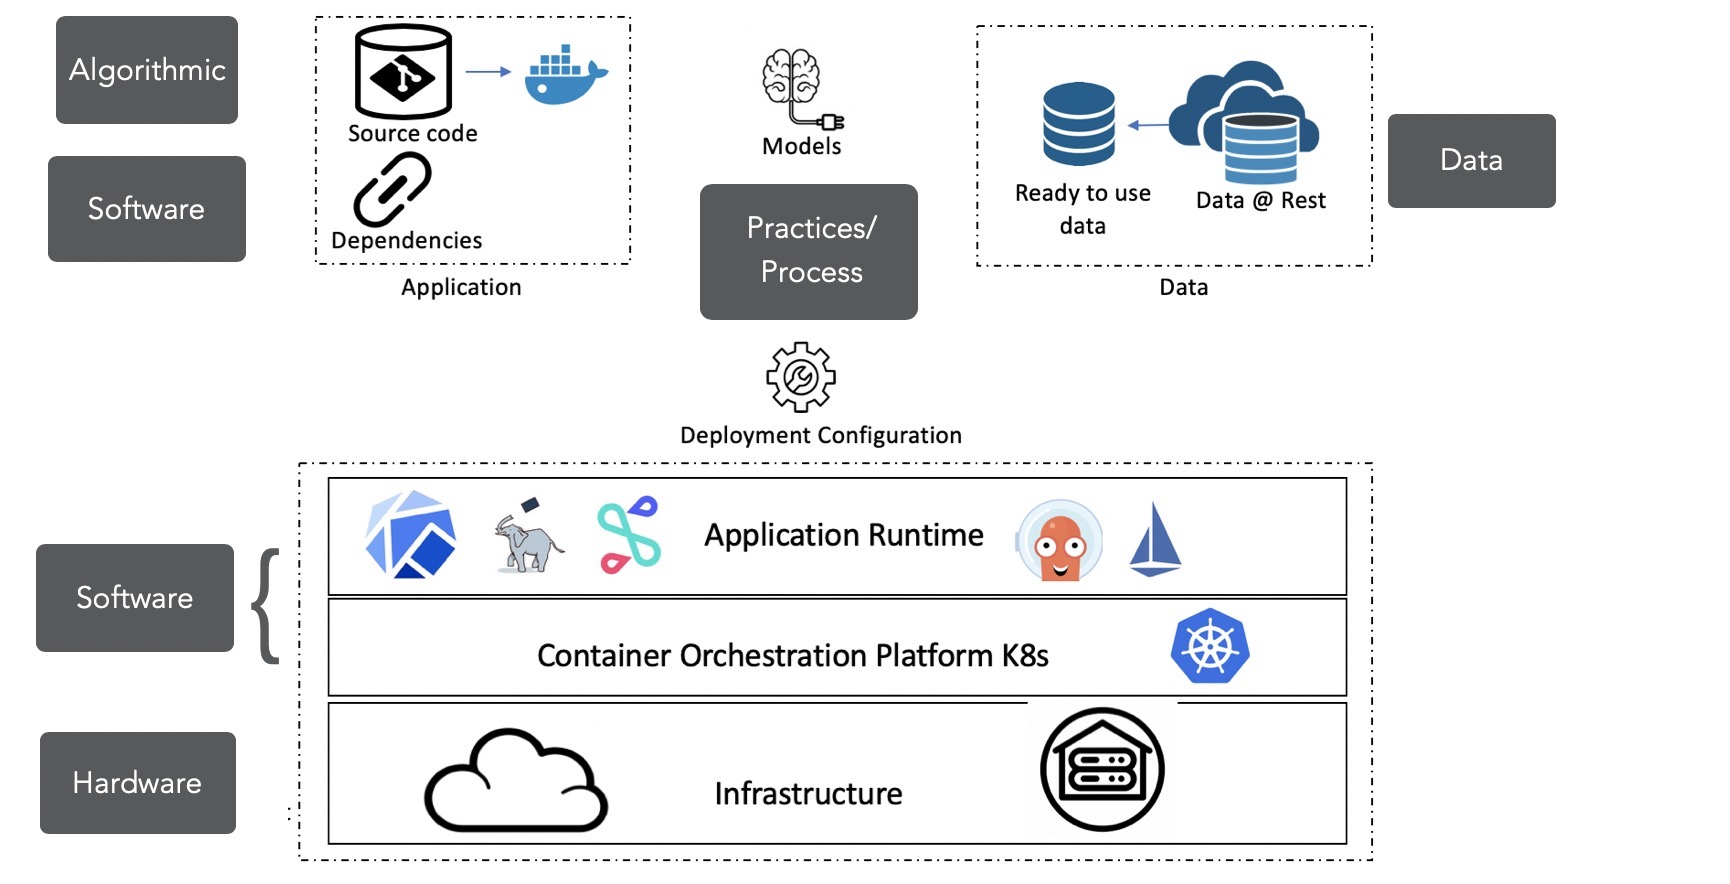 Algorithmic
Software
Source code
Dependencies
Application
Models
Practices/
Process
Ready to use
data
Data @ Rest
Data
Data
Deployment Configuration
Software
{
Application Runtime
Container Orchestration Platform K8s
Hardware
:
Infrastructure